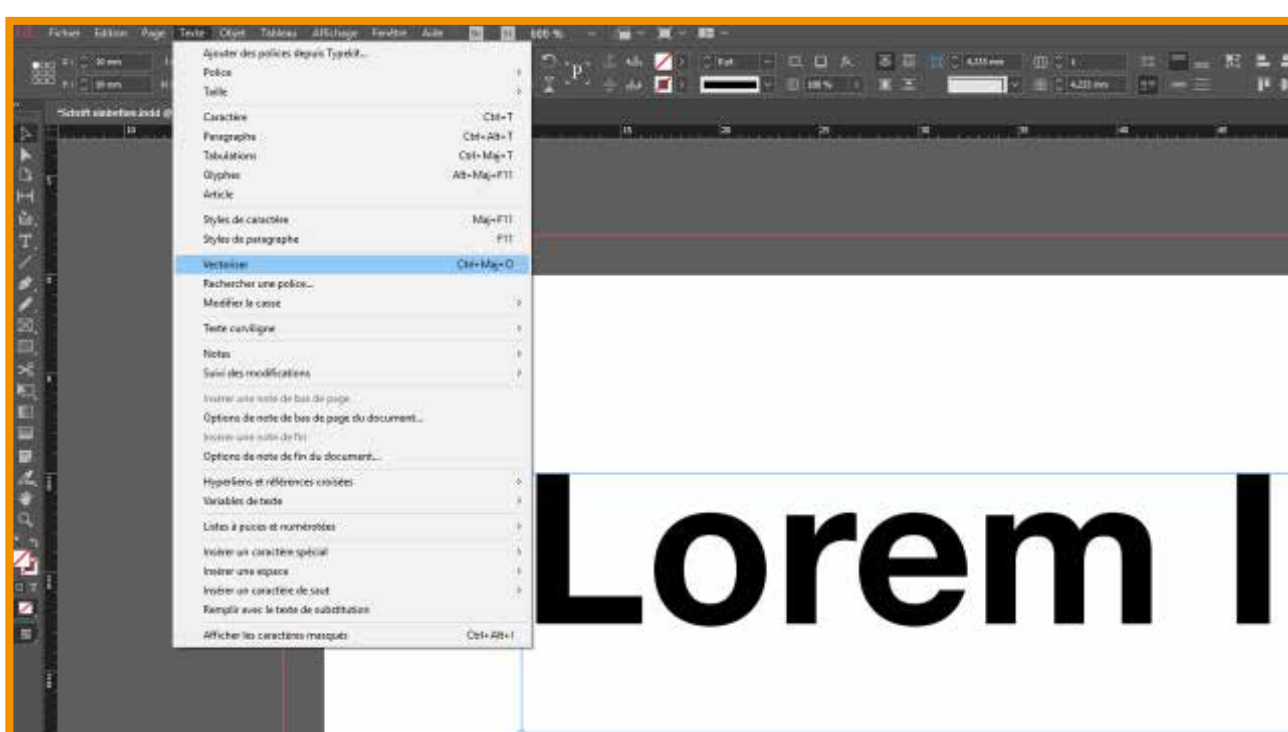 Fichier Edition Page Texte Objet Tableau Affichage Fenêtre Aide 600 %
*Schrift einbetten.indd @
Ajouter des polices depuis Typekit...
Police
Taille
Caractère Ctrl+T
Paragraphe Ctrl+Alt+T
Tabulations Ctrl+Maj+T
Glyphes Alt+Maj+F11
Article
Styles de caractère Maj+F11
Styles de paragraphe F11
Vectoriser Ctrl+Maj+O
Rechercher une police...
Modifier la casse
Texte curviligne
Notes
Suivi des modifications
Insérer une note de bas de page
Options de note de bas de page du document...
Insérer une note de fin
Options de note de fin du document...
Hyperliens et références croisées
Variables de texte
Listes à puces et numérotées
Insérer un caractère spécial
Insérer une espace
Insérer un caractère de saut
Remplir avec le texte de substitution
Afficher les caractères masqués Ctrl+Alt+I
Lorem I